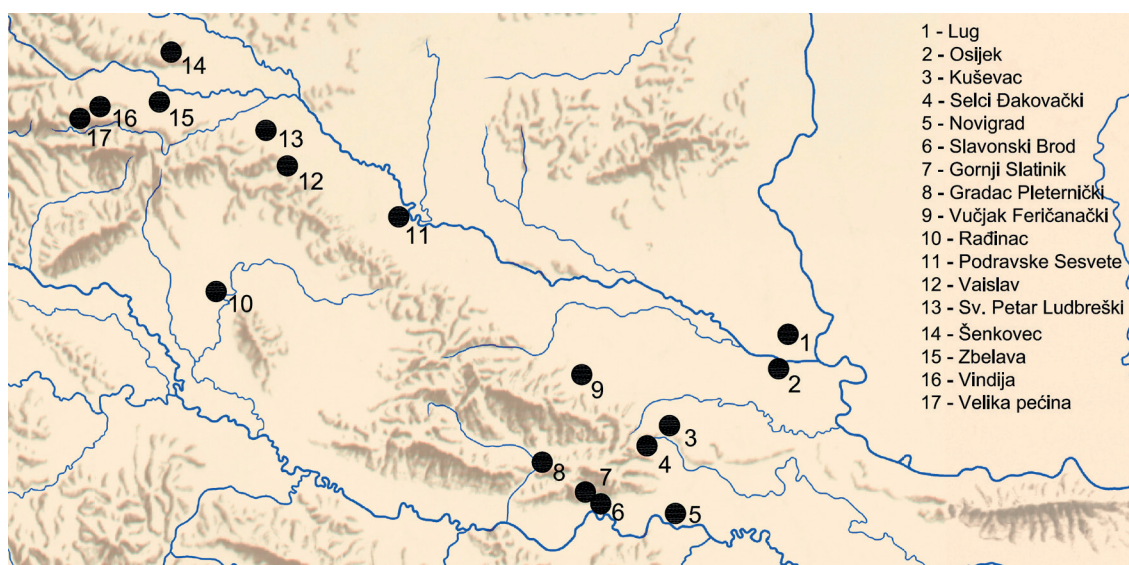 1 - Lug
2 - Osijek
3 - Kuševac
4 - Selci Đakovački
5 - Novigrad
6 - Slavonski Brod
7 - Gornji Slatinik
8 - Gradac Pleternički
9 - Vučjak Feričanački
10 - Rađinac
11 - Podravske Sesvete
12 - Vaislav
13 - Sv. Petar Ludbreški
14 - Šenkovec
15 - Zbelava
16 - Vindija
17 - Velika pećina
14
16
15
17
13
12
11
10
1
2
9
3
4
8
7
6
5